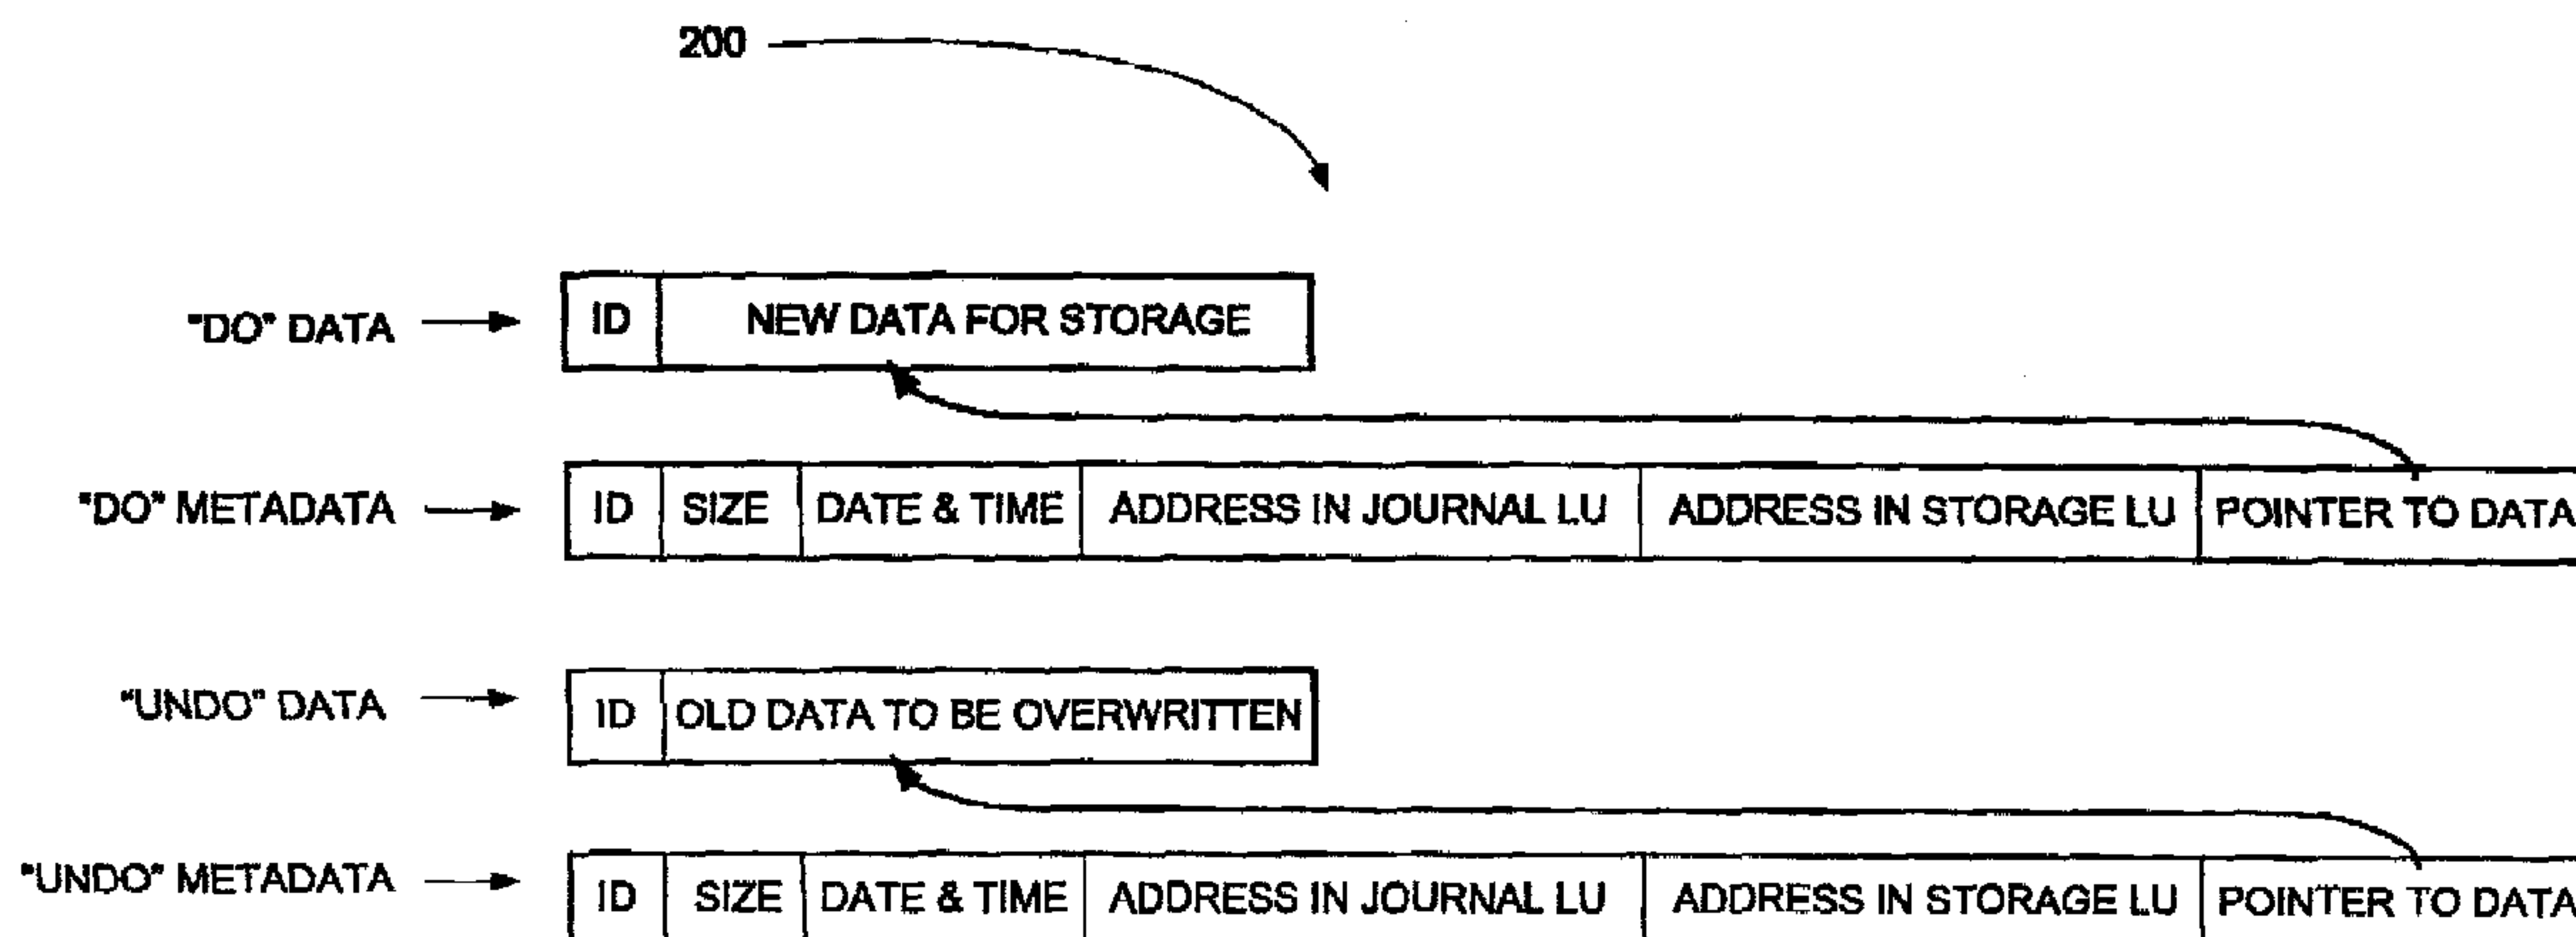 200
"DO" DATA ID NEW DATA FOR STORAGE
"DO" METADATA ID SIZE DATE & TIME ADDRESS IN JOURNAL LU ADDRESS IN STORAGE LU POINTER TO DATA
"UNDO" DATA ID OLD DATA TO BE OVERWRITTEN
"UNDO" METADATA ID SIZE DATE & TIME ADDRESS IN JOURNAL LU ADDRESS IN STORAGE LU POINTER TO DATA